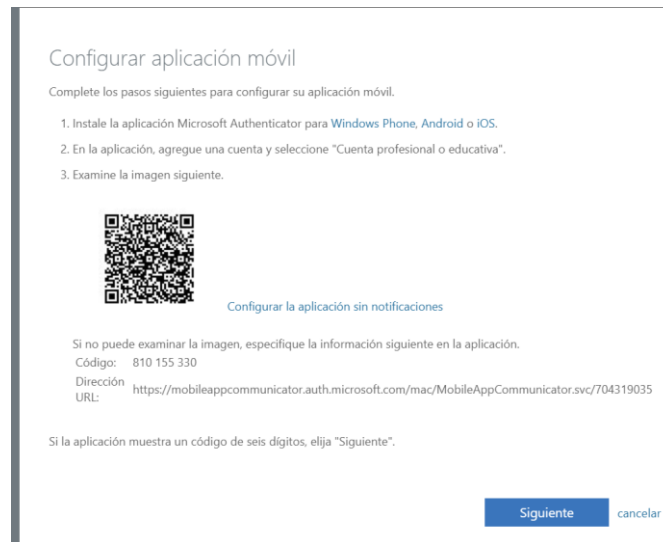 Configurar aplicación móvil
Complete los pasos siguientes para configurar su aplicación móvil.
1. Instale la aplicación Microsoft Authenticator para Windows Phone, Android o iOS.
2. En la aplicación, agregue una cuenta y seleccione "Cuenta profesional o educativa".
3. Examine la imagen siguiente.
Configurar la aplicación sin notificaciones
Si no puede examinar la imagen, especifique la información siguiente en la aplicación.
Código: 810 155 330
Dirección URL: https://mobileappcommunicator.auth.microsoft.com/mac/MobileAppCommunicator.svc/704319035
Si la aplicación muestra un código de seis dígitos, elija "Siguiente".
Siguiente cancelar